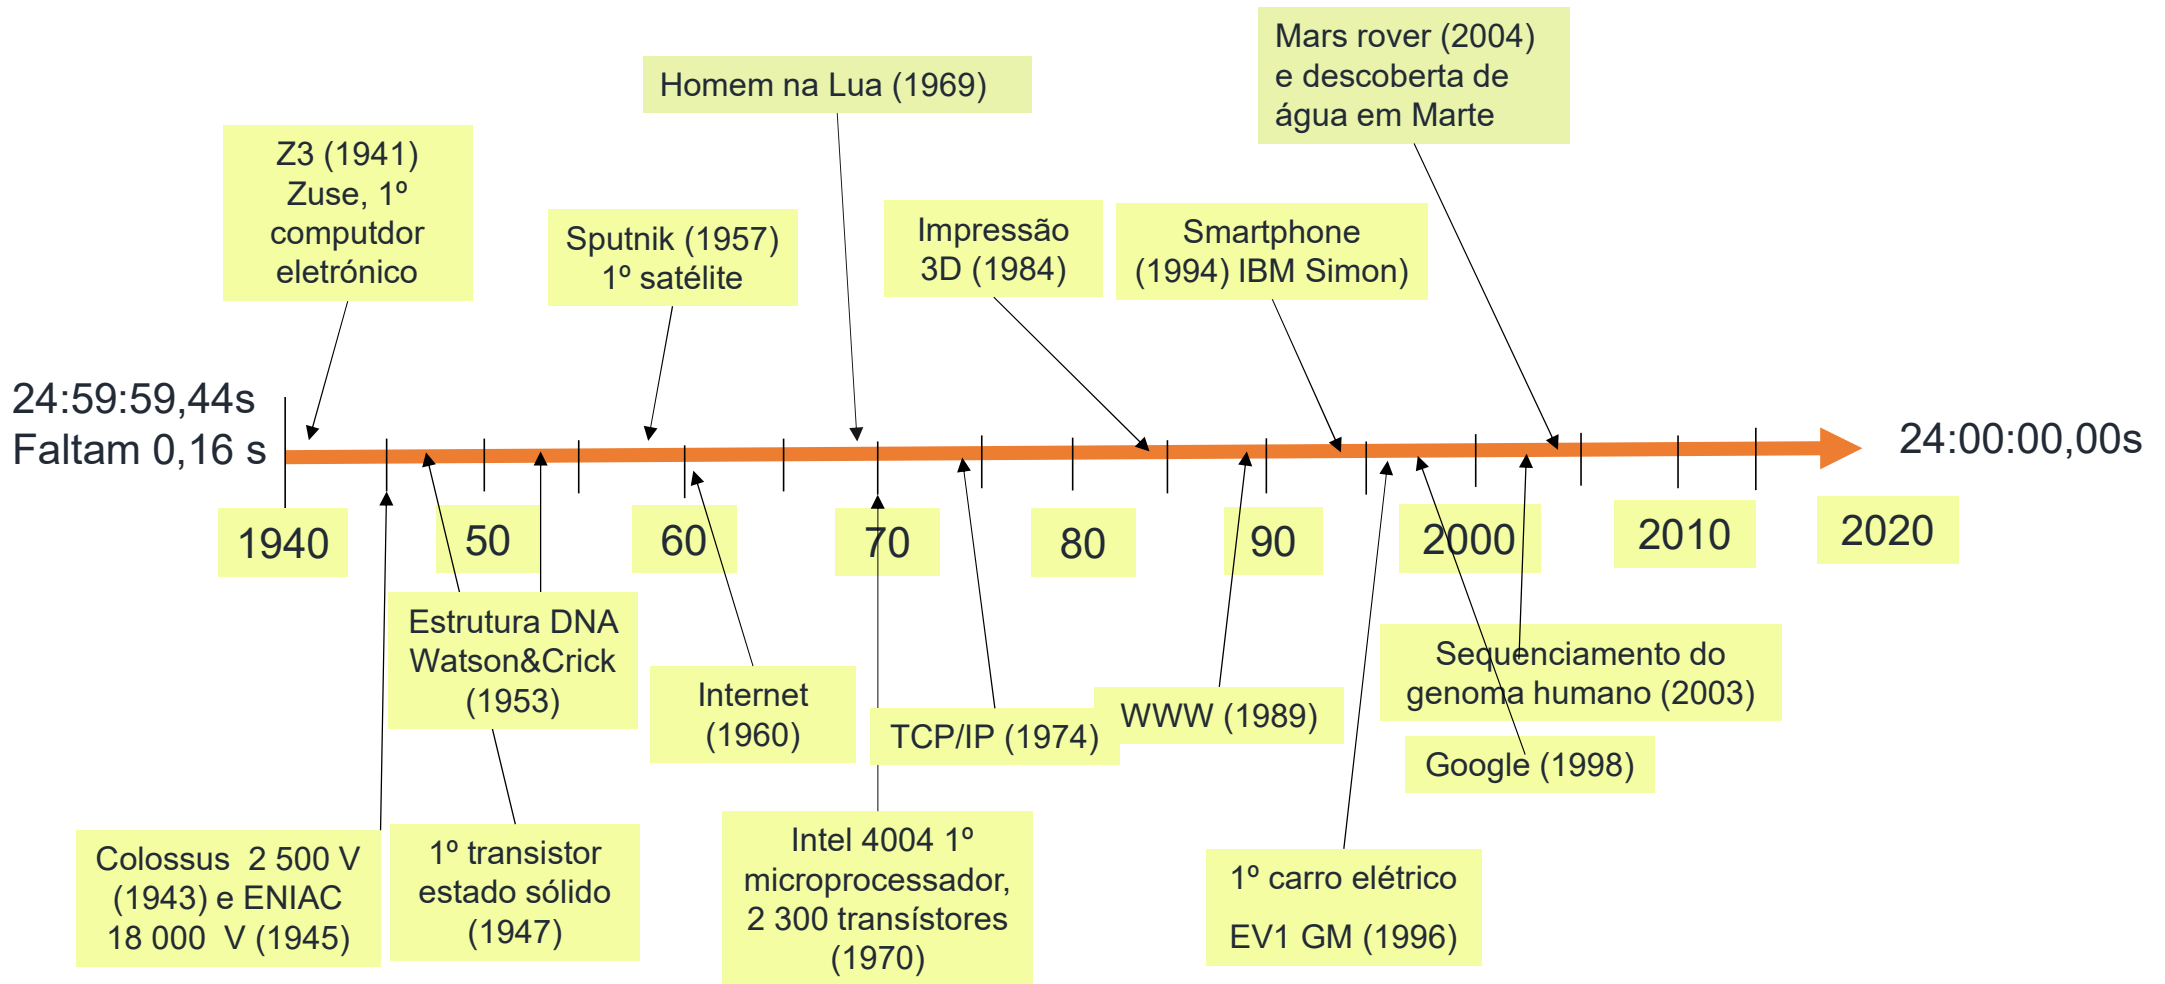 Mars rover (2004)
e descoberta de
água em Marte
Homem na Lua (1969)
Z3 (1941)
Zuse, 1º
computdor
eletrónico
Sputnik (1957)
1º satélite
Impressão
3D (1984)
Smartphone
(1994) IBM Simon)
24:59:59,44s
Faltam 0,16 s
24:00:00,00s
1940
50
60
70
80
90
2000
2010
2020
Estrutura DNA
Watson&Crick
(1953)
Internet
(1960)
TCP/IP (1974)
WWW (1989)
Sequenciamento do
genoma humano (2003)
Google (1998)
Colossus 2 500 V
(1943) e ENIAC
18 000 V (1945)
1º transistor
estado sólido
(1947)
Intel 4004 1º
microprocessador,
2 300 transístores
(1970)
1º carro elétrico
EV1 GM (1996)